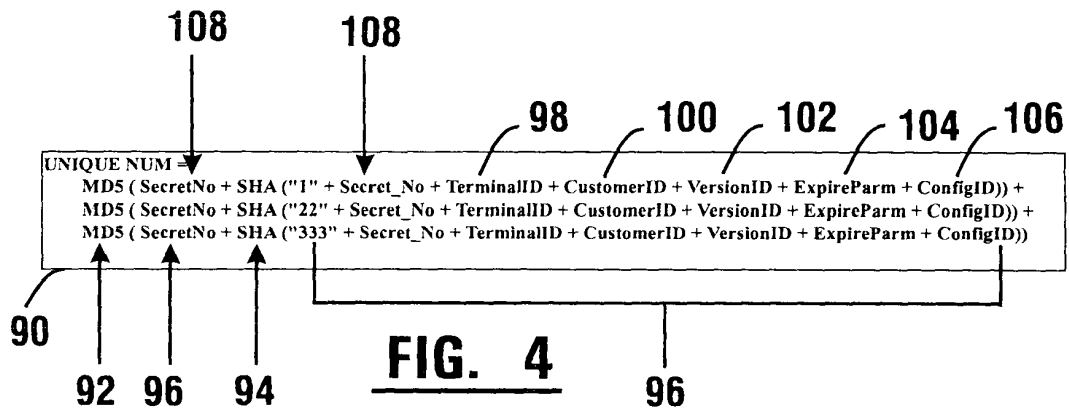 108 108
98 100 102 104 106
UNIQUE NUM =
MD5 ( SecretNo + SHA ("1" + Secret_No + TerminalID + CustomerID + VersionID + ExpireParm + ConfigID)) +
MD5 ( SecretNo + SHA ("22" + Secret_No + TerminalID + CustomerID + VersionID + ExpireParm + ConfigID)) +
MD5 ( SecretNo + SHA ("333" + Secret_No + TerminalID + CustomerID + VersionID + ExpireParm + ConfigID))
90
92 96 94 96
FIG. 4